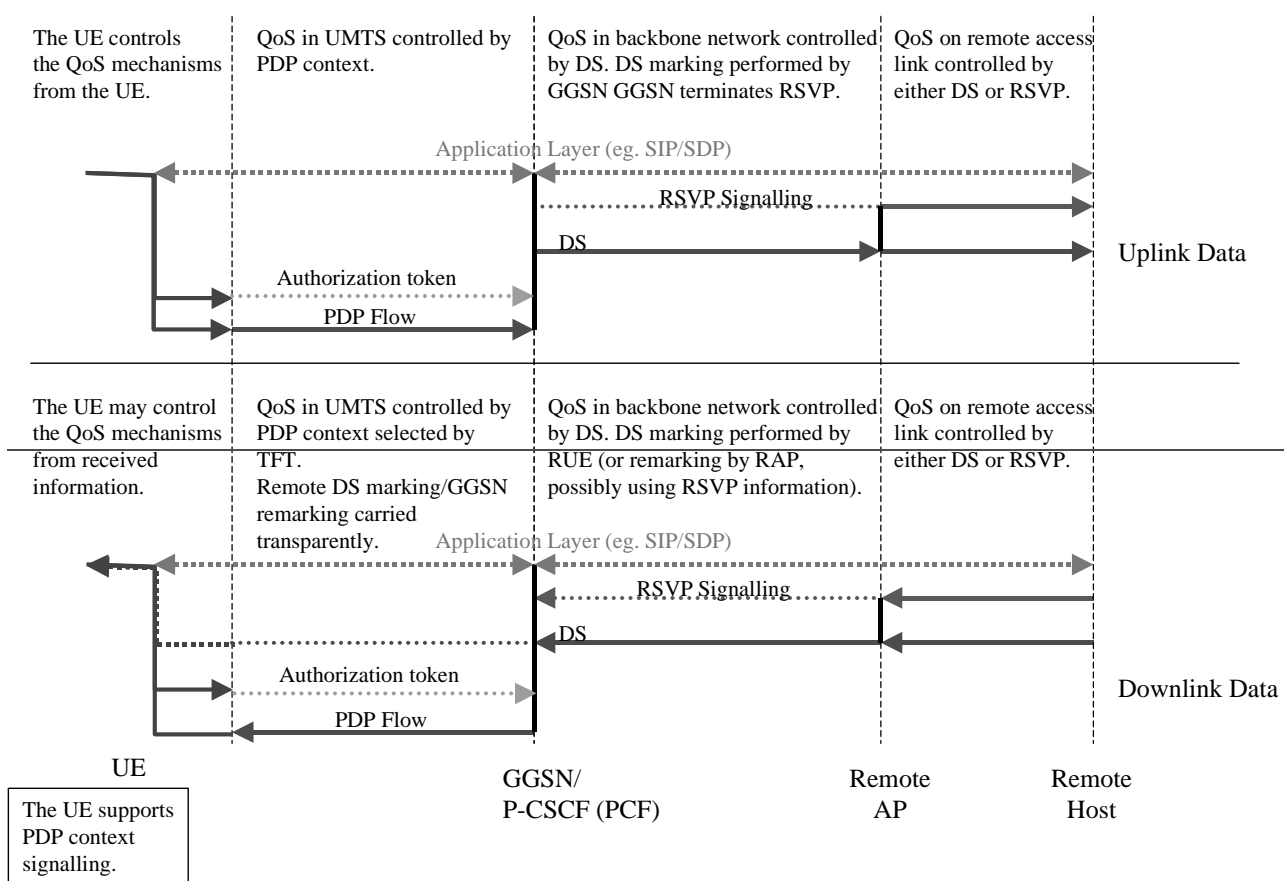 The UE controls
the QoS mechanisms
from the UE.
QoS in UMTS controlled by
PDP context.
QoS in backbone network controlled
by DS. DS marking performed by
GGSN GGSN terminates RSVP.
QoS on remote access
link controlled by
either DS or RSVP.
Application Layer (eg. SIP/SDP)
RSVP Signalling
DS
Uplink Data
Authorization token
PDP Flow
The UE may control
the QoS mechanisms
from received
information.
QoS in UMTS controlled by
PDP context selected by
TFT.
Remote DS marking/GGSN
remarking carried
transparently.
QoS in backbone network controlled
by DS. DS marking performed by
RUE (or remarking by RAP,
possibly using RSVP information).
QoS on remote access
link controlled by
either DS or RSVP.
Application Layer (eg. SIP/SDP)
RSVP Signalling
DS
Authorization token
Downlink Data
PDP Flow
UE
GGSN/
P-CSCF (PCF)
Remote
AP
Remote
Host
The UE supports
PDP context
signalling.